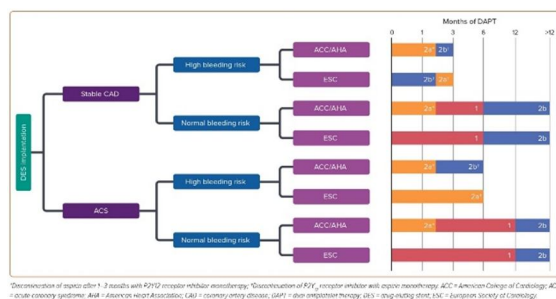 Months of DAPT
0 1 3 6 12 >12
DES implantation
Stable CAD
High bleeding risk
ACC/AHA
2a* 2b†
ESC
2b† 2a*
Normal bleeding risk
ACC/AHA
2a* 1 2b
ESC
1 2b
ACS
High bleeding risk
ACC/AHA
2a* 2b†
ESC
2a*
Normal bleeding risk
ACC/AHA
2a* 1 2b
ESC
1 2b
*Discontinuation of aspirin after 1–3 months with P2Y12 receptor inhibitor monotherapy; †Discontinuation of P2Y12 receptor inhibitor with aspirin monotherapy. ACC = American College of Cardiology;
= acute coronary syndrome; AHA = American Heart Association; CAD = coronary artery disease; DAPT = dual antiplatelet therapy; DES = drug-eluting stent; ESC = European Society of Cardiology.